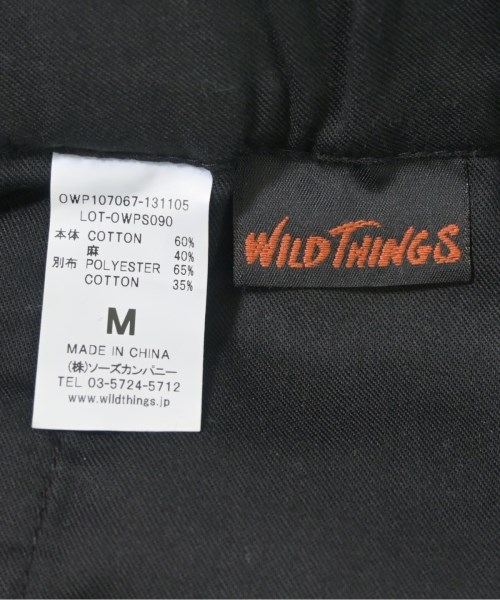 OWP107067-131105
LOT-OWPS090
本体 COTTON 60%
麻 40%
別布 POLYESTER 65%
COTTON 35%
M
MADE IN CHINA
(株)ソーズカンパニー
TEL 03-5724-5712
www.wildthings.jp
WILD THINGS